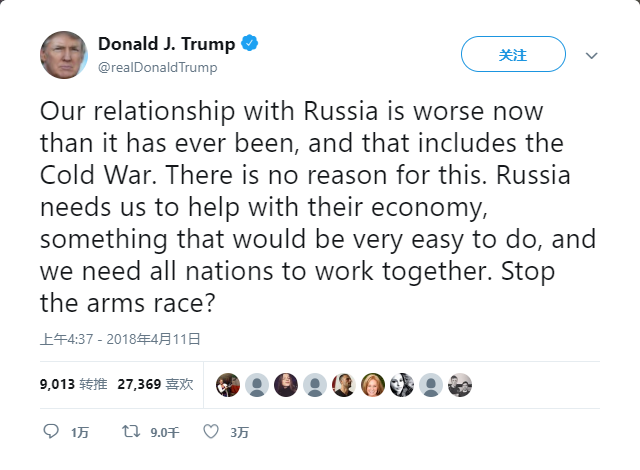 Donald J. Trump
@realDonaldTrump
关注
Our relationship with Russia is worse now
than it has ever been, and that includes the
Cold War. There is no reason for this. Russia
needs us to help with their economy,
something that would be very easy to do, and
we need all nations to work together. Stop
the arms race?
上午4:37 - 2018年4月11日
9,013 转推 27,369 喜欢
1万 9.0千 3万